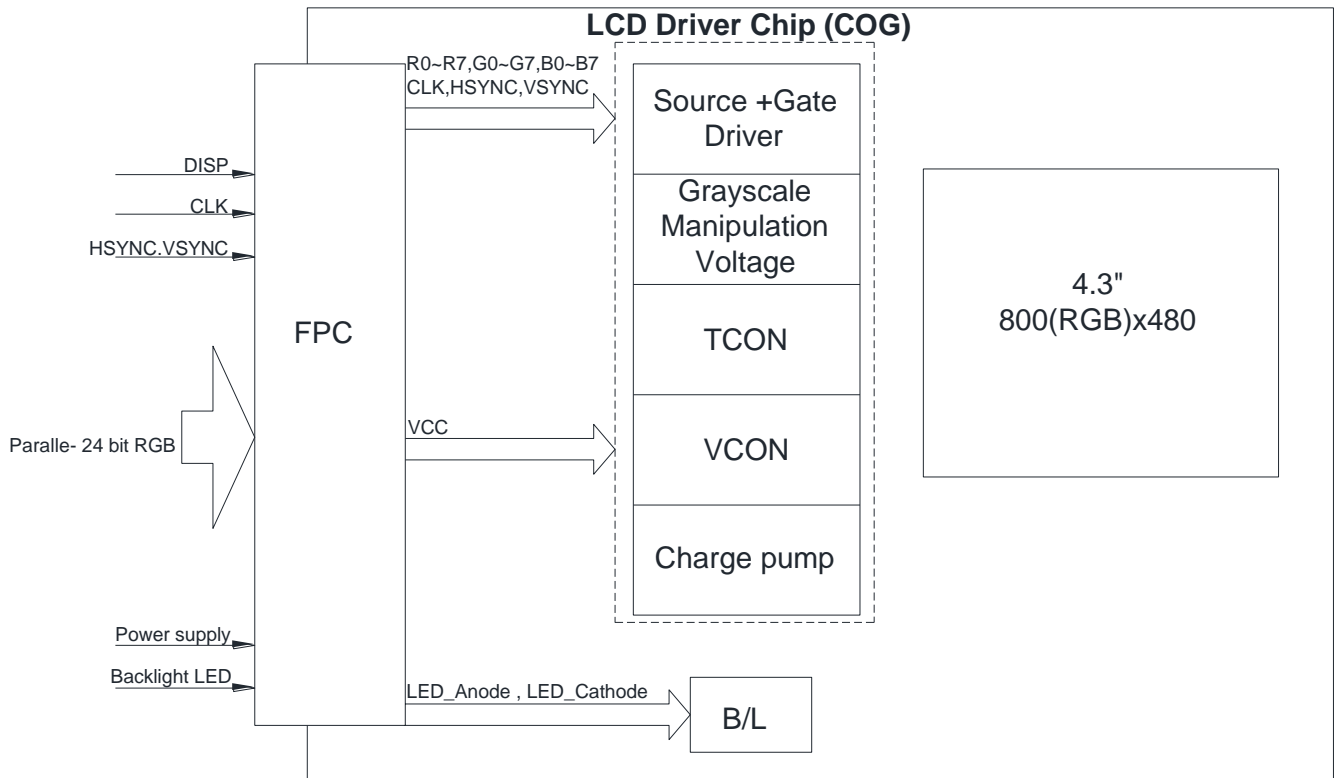 LCD Driver Chip (COG)
R0~R7,G0~G7,B0~B7
CLK,HSYNC,VSYNC
Source +Gate
Driver
DISP
CLK
HSYNC.VSYNC
Grayscale
Manipulation
Voltage
4.3"
800(RGB)x480
FPC
TCON
Paralle- 24 bit RGB
VCC
VCON
Charge pump
Power supply
Backlight LED
LED_Anode , LED_Cathode
B/L